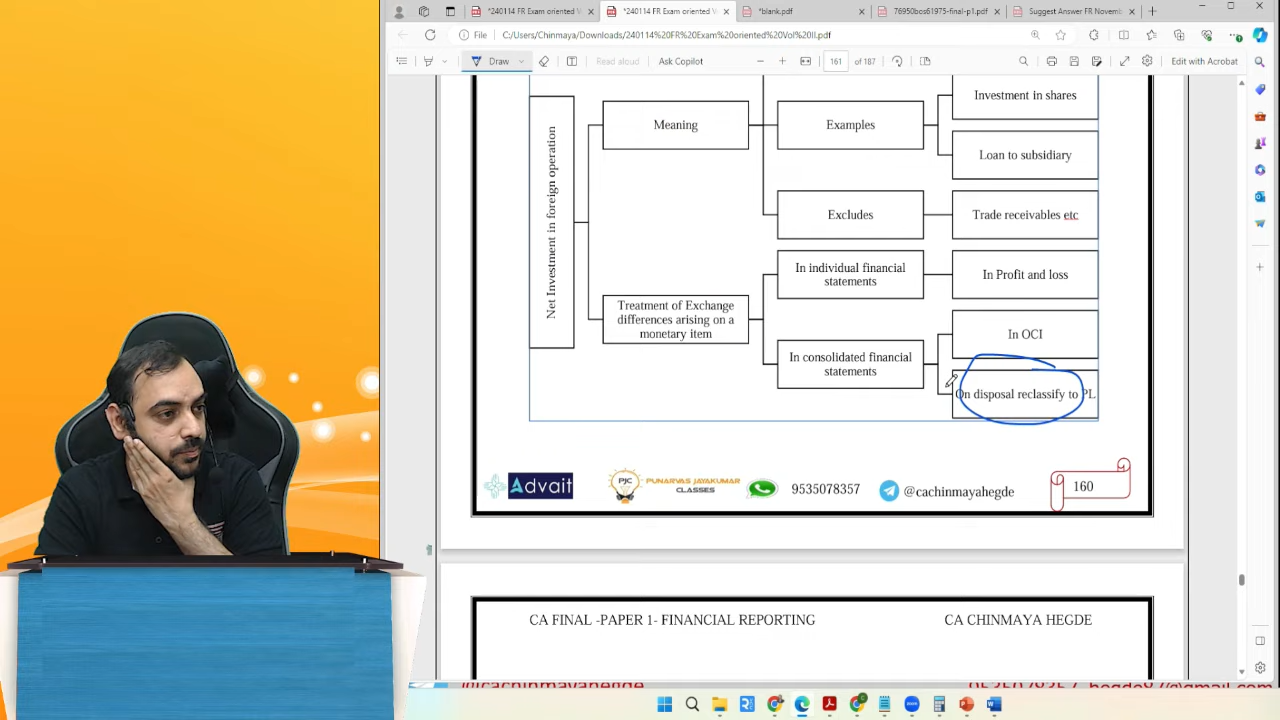 *240114 FR Exam oriented V
*240114 FR Exam oriented V
*blank.pdf
76950bos61975-final-p1.pdf
Suggest Answer FR Novemb
File
C:/Users/Chinmaya/Downloads/240114%20FR%20Exam%20oriented%20Vol%20II.pdf
Draw
Read aloud
Ask Copilot
161 of 187
Edit with Acrobat
Net Investment in foreign operation
Meaning
Examples
Investment in shares
Loan to subsidiary
Excludes
Trade receivables etc
Treatment of Exchange
differences arising on a
monetary item
In individual financial
statements
In Profit and loss
In consolidated financial
statements
In OCI
On disposal reclassify to PL
Advait
PJC
PUNARVAS JAYAKUMAR
CLASSES
9535078357
@cachinmayahegde
160
CA FINAL -PAPER 1- FINANCIAL REPORTING
CA CHINMAYA HEGDE
@cachinmayahegde